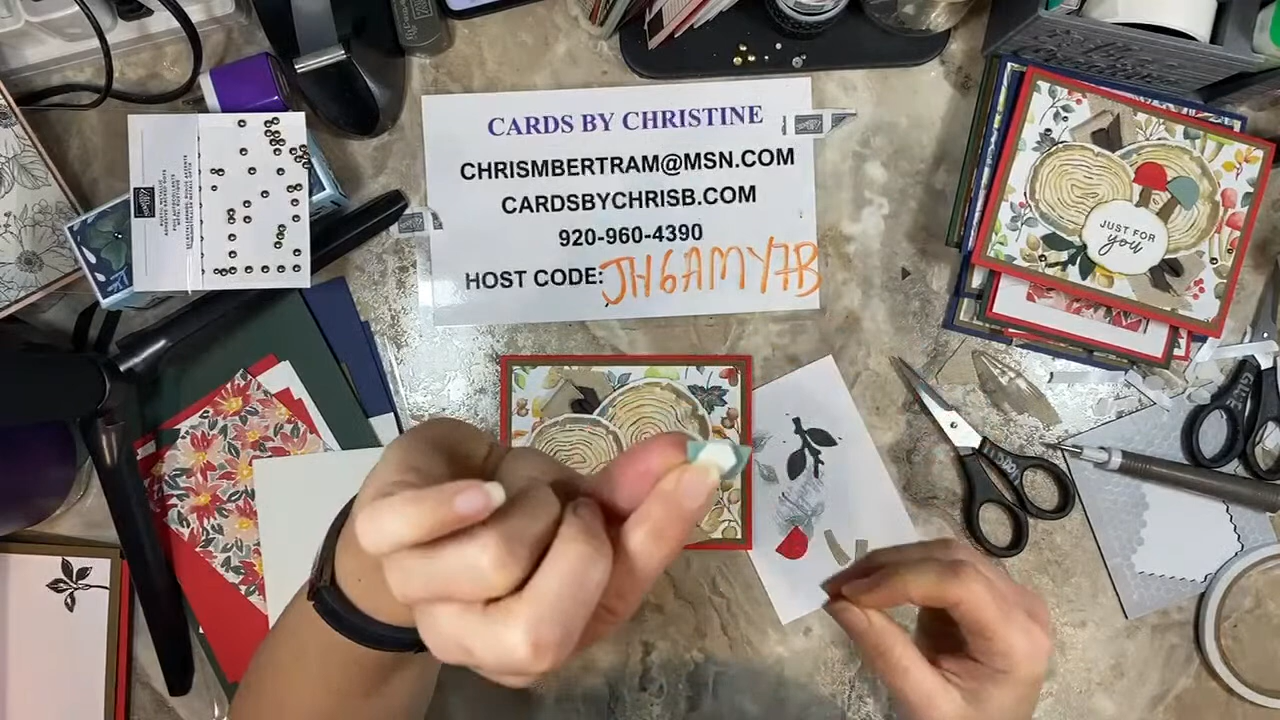 CARDS BY CHRISTINE
CHRISMBERTRAM@MSN.COM
CARDSBYCHRISB.COM
920-960-4390
HOST CODE: JH6AMY7B
JUST FOR
you